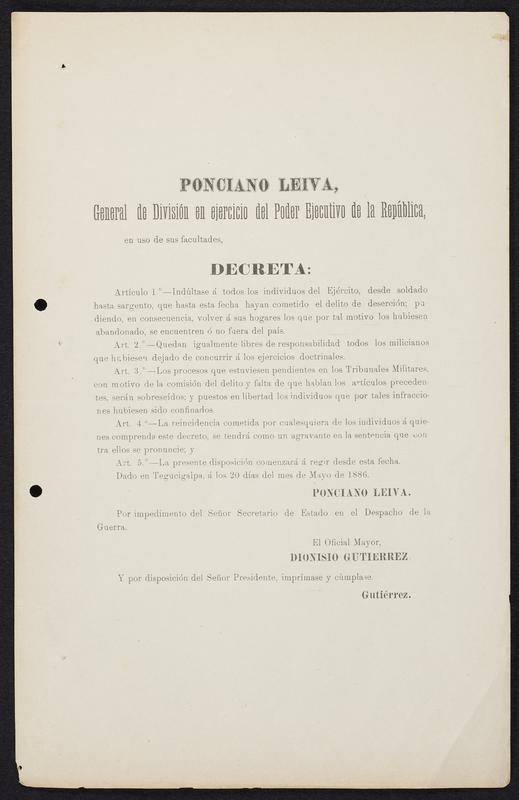 PONCIANO LEIVA,
General de División en ejercicio del Poder Ejecutivo de la República,
en uso de sus facultades,
DECRETA:
Artículo 1.°—Indúltase á todos los individuos del Ejército, desde soldado
hasta sargento, que hasta esta fecha hayan cometido el delito de deserción; pu
diendo, en consecuencia, volver á sus hogares los que por tal motivo los hubiesen
abandonado, se encuentren ó no fuera del país.
Art. 2.°—Quedan igualmente libres de responsabilidad todos los milicianos
que hubiesen dejado de concurrir á los ejercicios doctrinales.
Art. 3.°—Los procesos que estuviesen pendientes en los Tribunales Militares,
con motivo de la comisión del delito y falta de que hablan los artículos preceden-
tes, serán sobreseídos; y puestos en libertad los individuos que por tales infraccio-
nes hubiesen sido confinados.
Art. 4.°—La reincidencia cometida por cualesquiera de los individuos á quie-
nes comprende este decreto, se tendrá como un agravante en la sentencia que con
tra ellos se pronuncie; y
Art. 5.°—La presente disposición comenzará á regir desde esta fecha.
Dado en Tegucigalpa, á los 20 días del mes de Mayo de 1886.
PONCIANO LEIVA.
Por impedimento del Señor Secretario de Estado en el Despacho de la
Guerra.
El Oficial Mayor,
DIONISIO GUTIERREZ
Y por disposición del Señor Presidente, imprímase y cúmplase.
Gutiérrez.